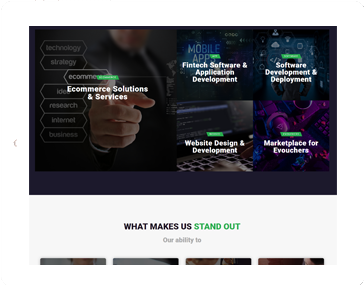 technology
strategy
ecommerce
Ecommerce Solutions
& Services
research
internet
business
MOBILE
Fintech Software &
Application
Development
Software
Development &
Deployment
Website Design &
Development
Marketplace for
Evouchers
WHAT MAKES US STAND OUT
Our ability to